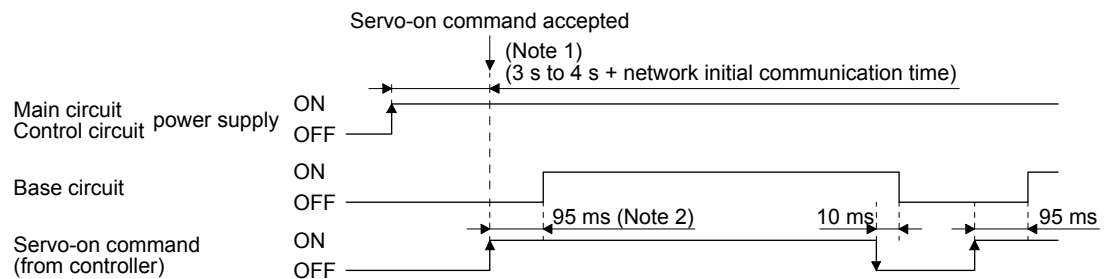 Servo-on command accepted
(Note 1)
(3 s to 4 s + network initial communication time)
Main circuit
Control circuit
power supply
ON
OFF
Base circuit
ON
OFF
95 ms (Note 2)
10 ms
95 ms
Servo-on command
(from controller)
ON
OFF